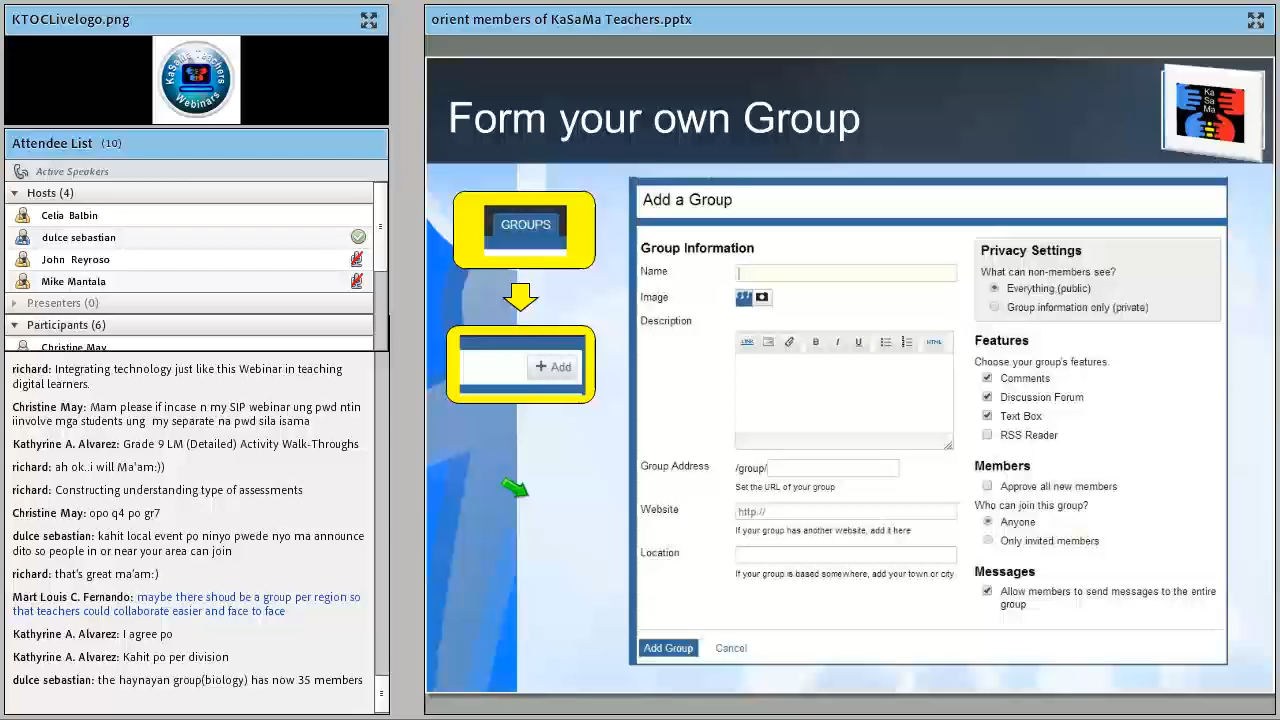 KTOCLivelogo.png
KaSaMa Teachers
Webinars
Attendee List (10)
Active Speakers
Hosts (4)
Celia Balbin
dulce sebastian
John Reyroso
Mike Mantala
Presenters (0)
Participants (6)
Christine May
richard: Integrating technology just like this Webinar in teaching
digital learners.
Christine May: Mam please if incase n my SIP webinar ung pwd ntin
iinvolve mga students ung my separate na pwd sila isama
Kathyrine A. Alvarez: Grade 9 LM (Detailed) Activity Walk-Throughs
richard: ah ok..i will Ma'am:))
richard: Constructing understanding type of assessments
Christine May: opo q4 po gr7
dulce sebastian: kahit local event po ninyo pwede nyo ma announce
dito so people in or near your area can join
richard: that's great ma'am:)
Mart Louis C. Fernando: maybe there shoud be a group per region so
that teachers could collaborate easier and face to face
Kathyrine A. Alvarez: I agree po
Kathyrine A. Alvarez: Kahit po per division
dulce sebastian: the haynayan group(biology) has now 35 members
orient members of KaSaMa Teachers.pptx
Form your own Group
Ka
Sa
Ma
GROUPS
+ Add
Add a Group
Group Information
Name
Image
Description
LINK
B I U
HTML
Group Address
/group/
Set the URL of your group
Website
http://
If your group has another website, add it here
Location
If your group is based somewhere, add your town or city
Add Group
Cancel
Privacy Settings
What can non-members see?
Everything (public)
Group information only (private)
Features
Choose your group's features.
Comments
Discussion Forum
Text Box
RSS Reader
Members
Approve all new members
Who can join this group?
Anyone
Only invited members
Messages
Allow members to send messages to the entire
group